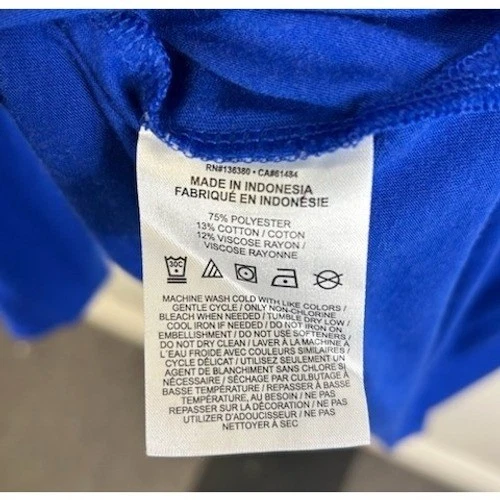 RN#136380 • CA#61484
MADE IN INDONESIA
FABRIQUÉ EN INDONÉSIE
75% POLYESTER
13% COTTON / COTON
12% VISCOSE RAYON /
VISCOSE RAYONNE
30C
MACHINE WASH COLD WITH LIKE COLORS /
GENTLE CYCLE / ONLY NON-CHLORINE
BLEACH WHEN NEEDED / TUMBLE DRY LOW /
COOL IRON IF NEEDED / DO NOT IRON ON
EMBELLISHMENT / DO NOT USE SOFTENERS /
DO NOT DRY CLEAN / LAVER À LA MACHINE À
L'EAU FROIDE AVEC COULEURS SIMILAIRES /
CYCLE DÉLICAT / UTILISEZ SEULEMENT UN
AGENT DE BLANCHIMENT SANS CHLORE SI
NÉCESSAIRE / SÉCHAGE PAR CULBUTAGE À
BASSE TEMPÉRATURE / REPASSER À BASSE
TEMPÉRATURE, AU BESOIN / NE PAS
REPASSER SUR LA DÉCORATION / NE PAS
UTILIZER D'ADOUCISSEUR / NE PAS
NETTOYER À SEC